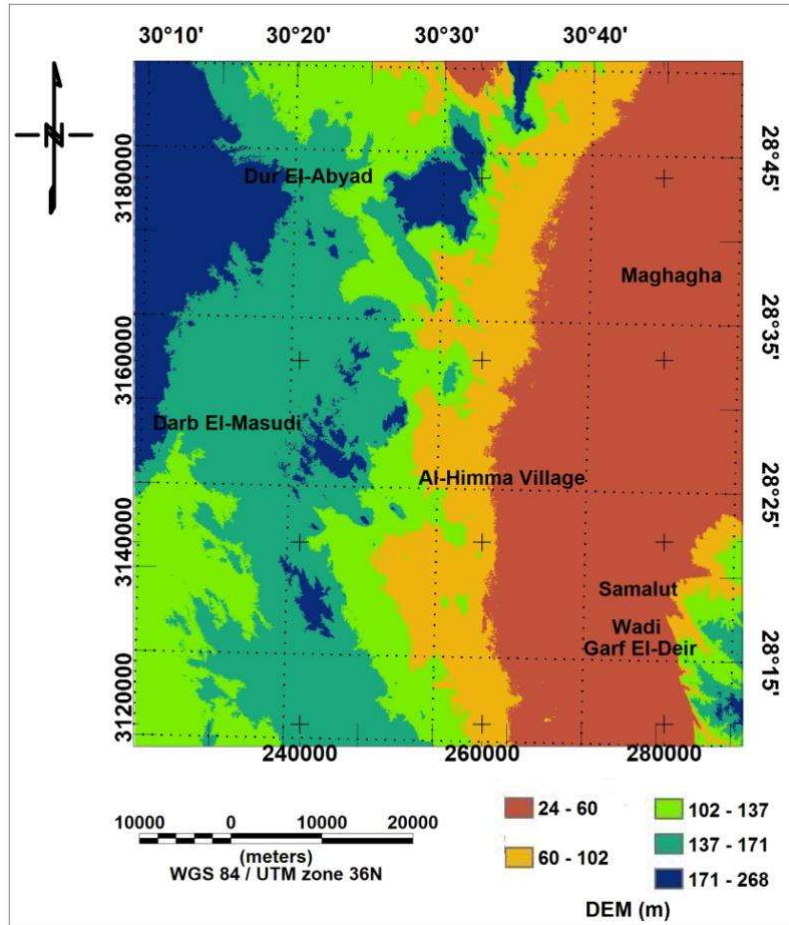 30°10' 30°20' 30°30' 30°40'
N
3180000
28°45'
Dur El-Abyad
Maghagha
3160000
28°35'
Darb El-Masudi
Al-Himma Village
28°25'
3140000
Samalut
Wadi
Garf El-Deir
28°15'
3120000
240000 260000 280000
10000 0 10000 20000
(meters)
WGS 84 / UTM zone 36N
24 - 60
60 - 102
102 - 137
137 - 171
171 - 268
DEM (m)